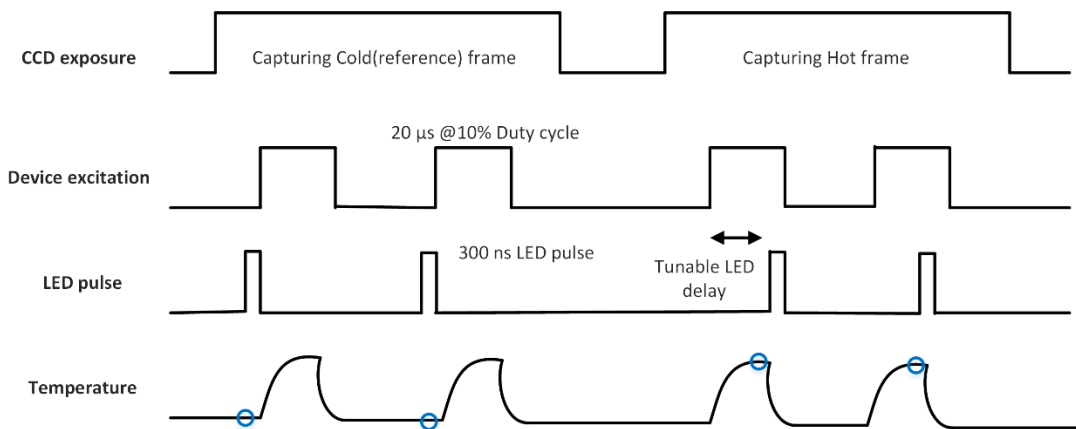 CCD exposure
Capturing Cold(reference) frame
Capturing Hot frame
20 µs @10% Duty cycle
Device excitation
300 ns LED pulse
Tunable LED
delay
LED pulse
Temperature